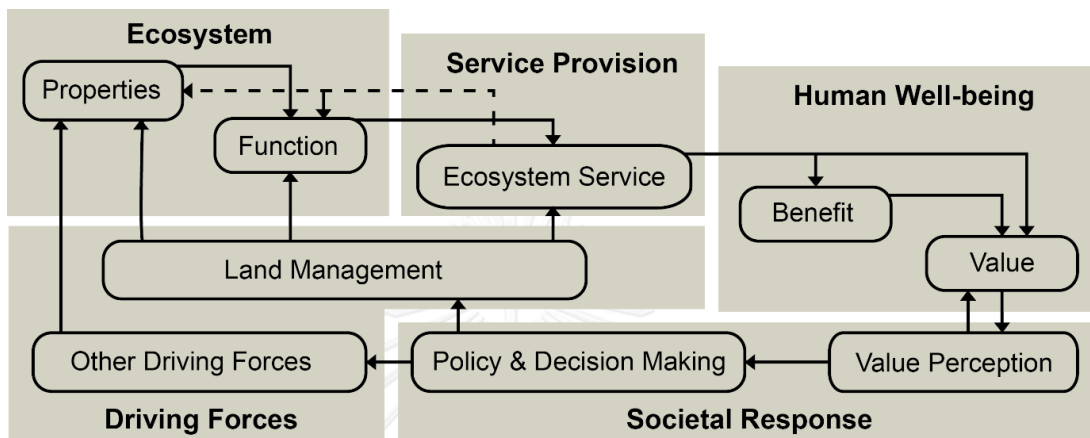 Ecosystem
Properties
Function
Service Provision
Ecosystem Service
Human Well-being
Benefit
Value
Land Management
Other Driving Forces
Driving Forces
Policy & Decision Making
Value Perception
Societal Response